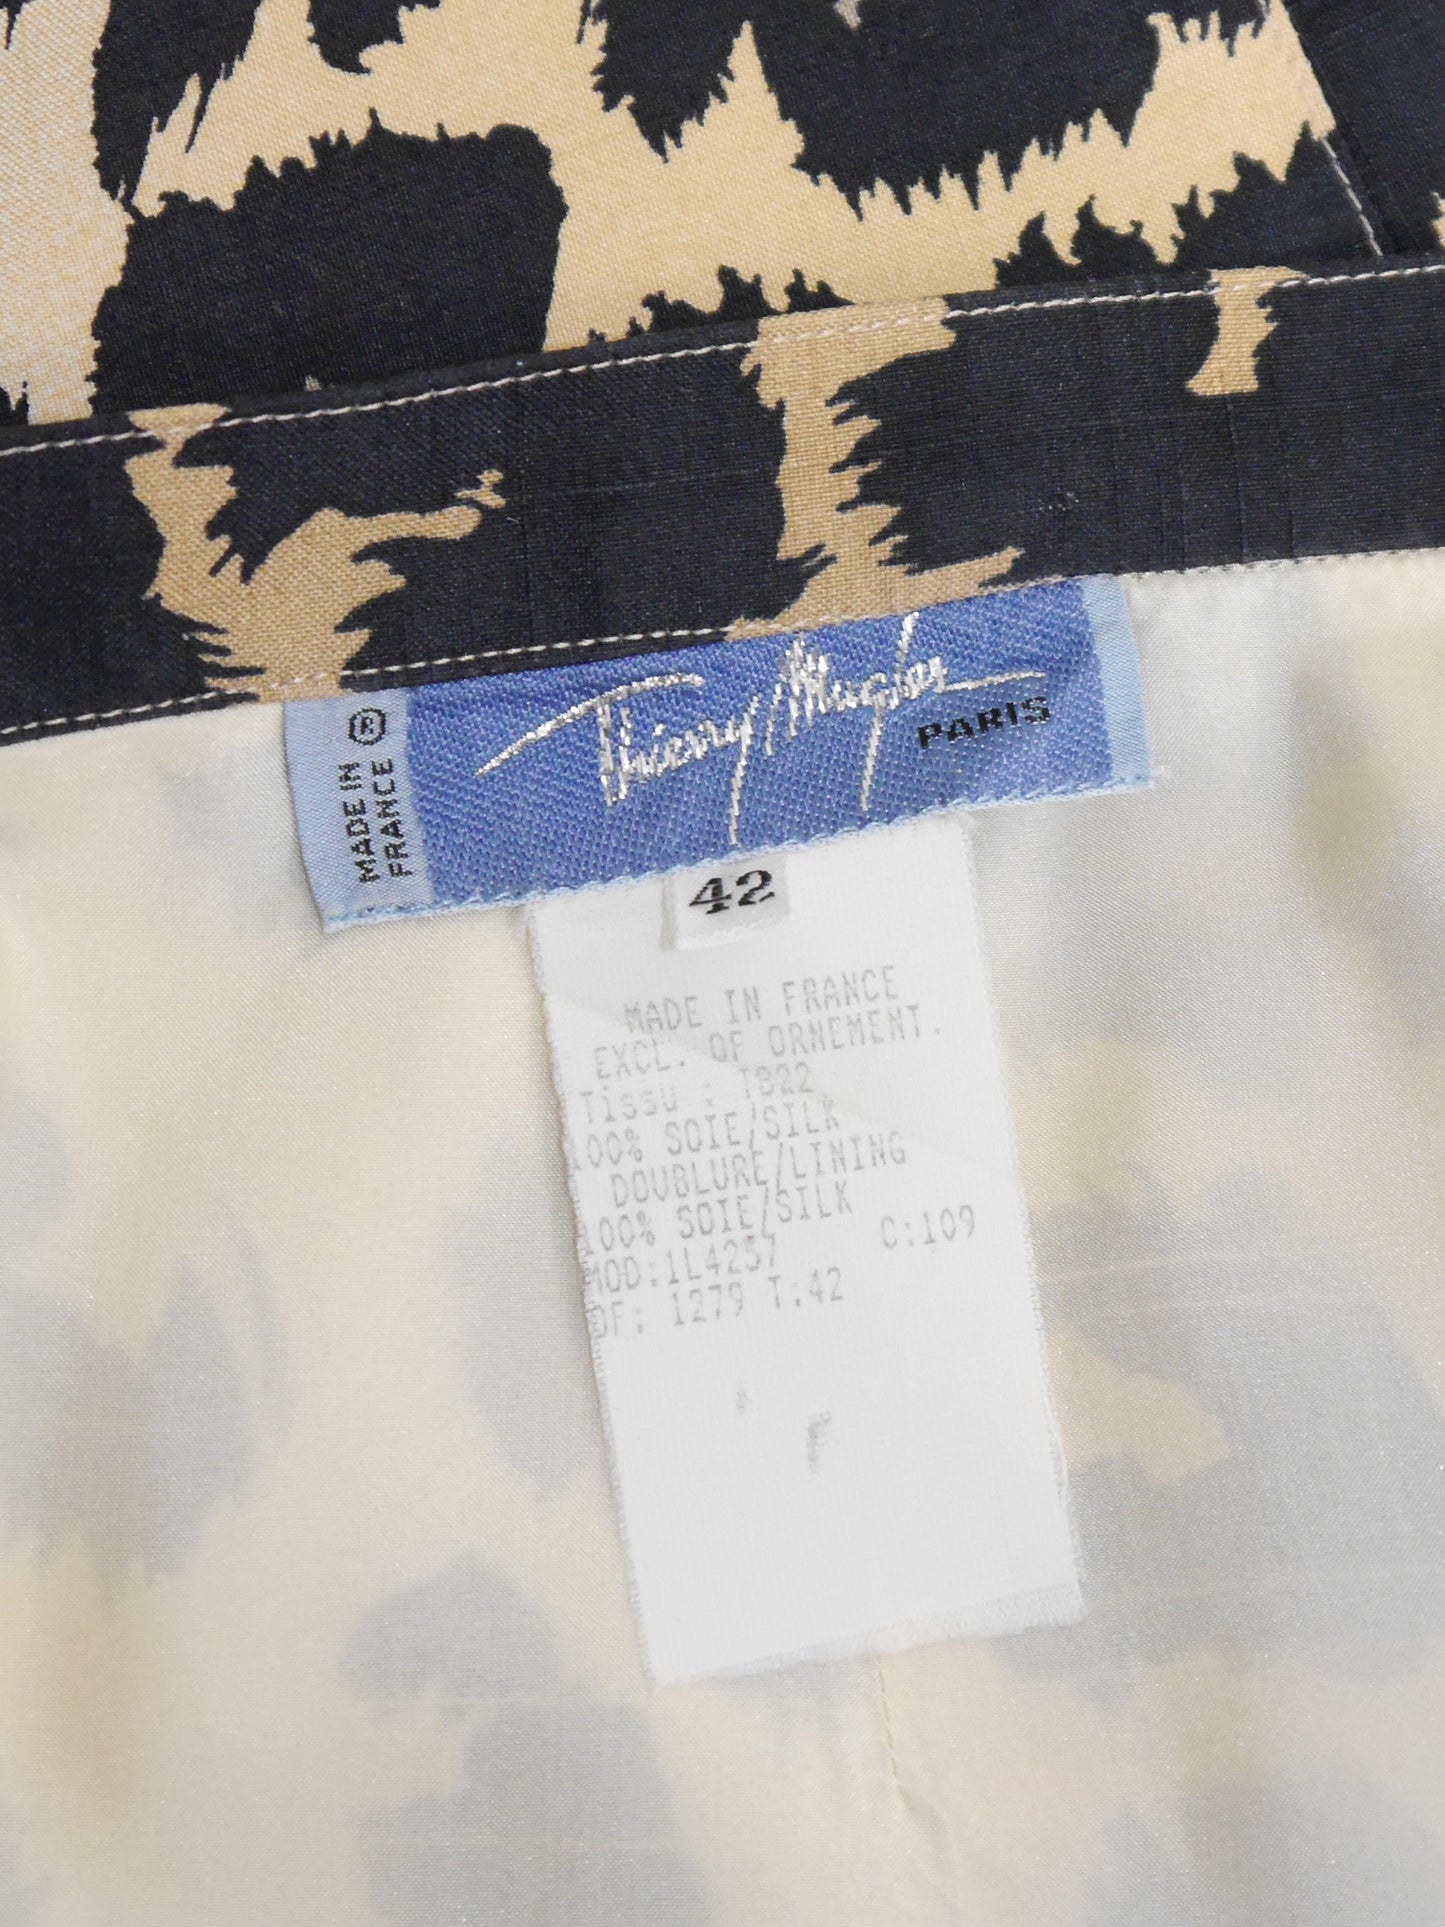 MADE IN
FRANCE
®
Thierry Mugler
PARIS
42
MADE IN FRANCE
EXCL. OF ORNEMENT.
Tissu : T822
100% SOIE/SILK
DOUBLURE/LINING
100% SOIE/SILK
MOD:1L4257 C:109
OF: 1279 T:42